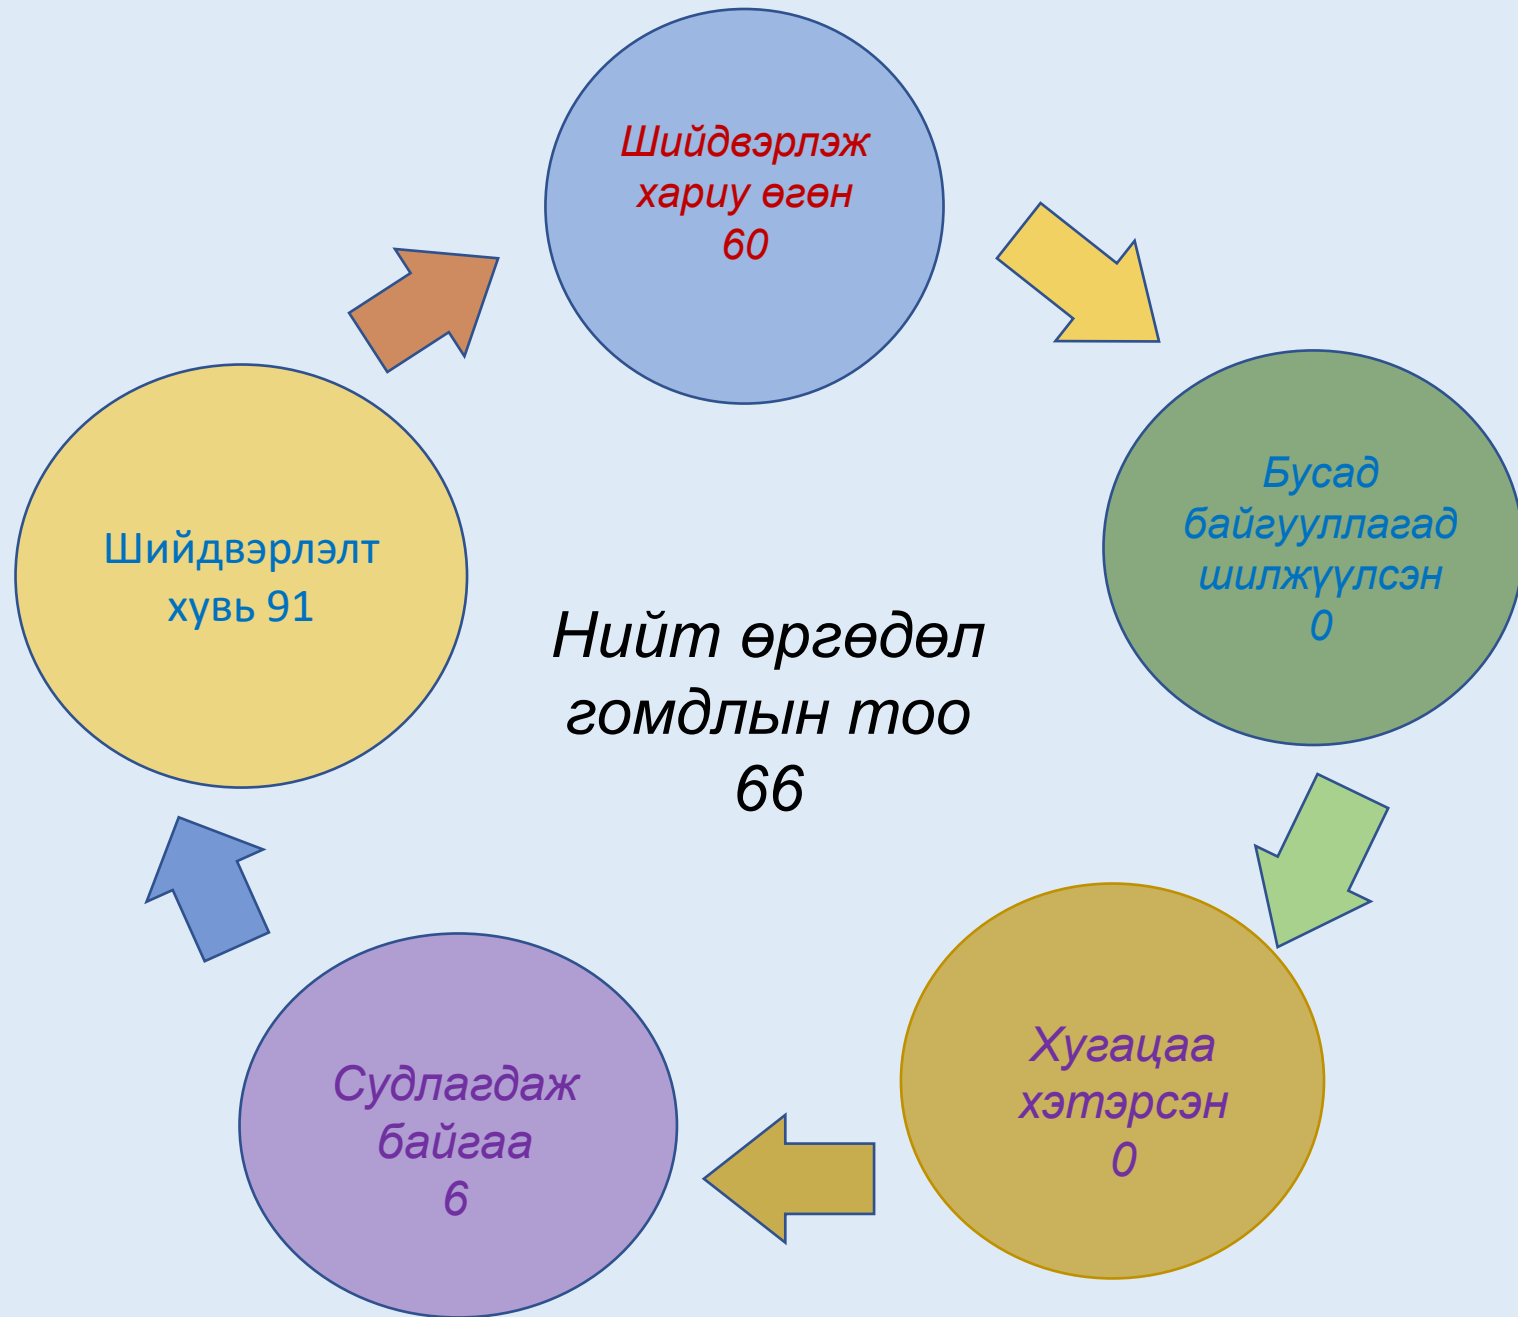 Шийдвэрлэж
хариу өгөн
60
Бусад
байгууллагад
шилжүүлсэн
0
Хугацаа
хэтэрсэн
0
Судлагдаж
байгаа
6
Шийдвэрлэлт
хувь 91
Нийт өргөдөл
гомдлын тоо
66